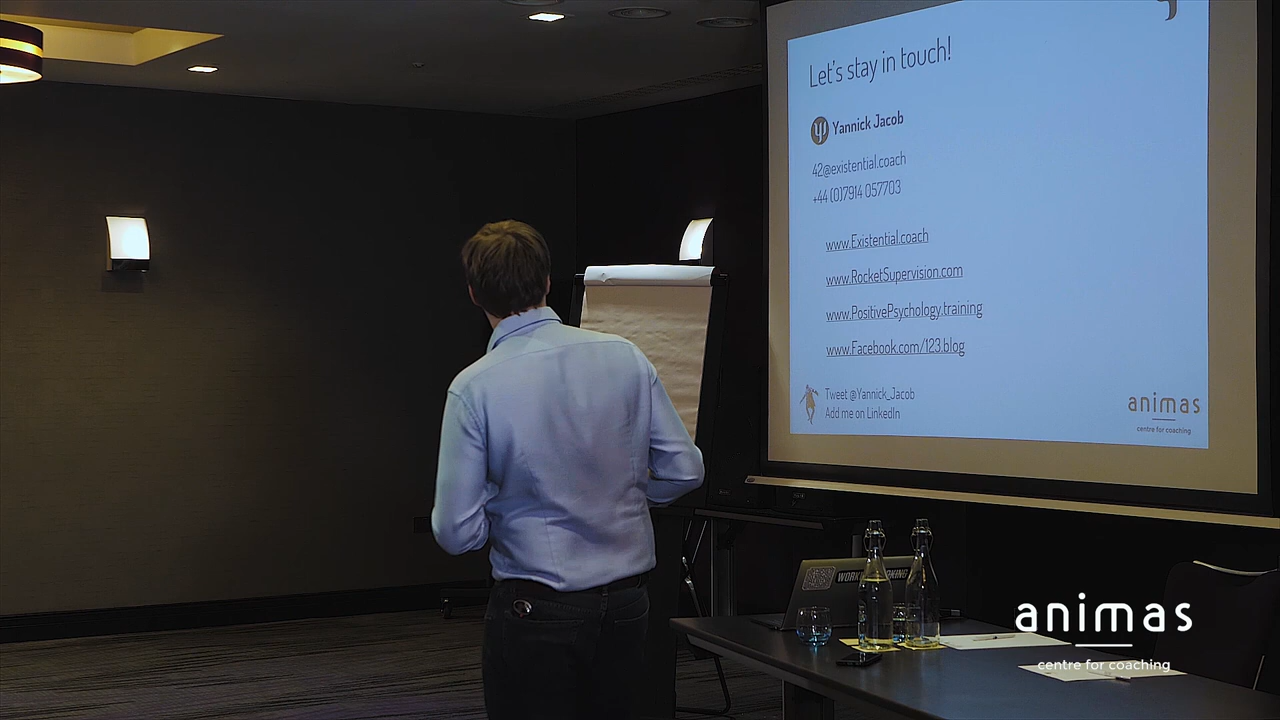 Let's stay in touch!
Yannick Jacob
42@existential.coach
+44 (0)7914 057703
www.Existential.coach
www.RocketSupervision.com
www.PositivePsychology.training
www.Facebook.com/123.blog
Tweet @Yannick_Jacob
Add me on LinkedIn
animas
centre for coaching
animas
centre for coaching